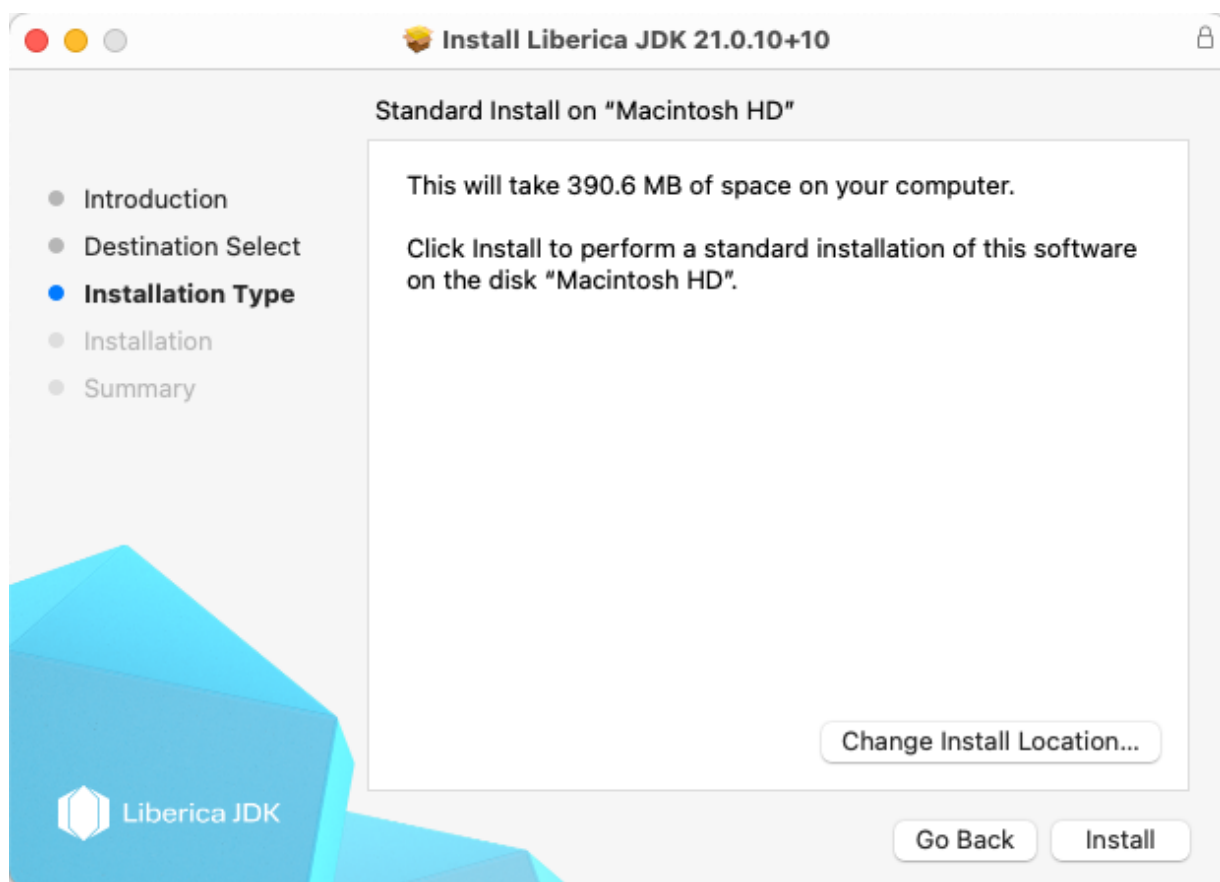 Install Liberica JDK 21.0.10+10
Standard Install on “Macintosh HD”
Introduction
Destination Select
Installation Type
Installation
Summary
This will take 390.6 MB of space on your computer.
Click Install to perform a standard installation of this software
on the disk “Macintosh HD”.
Change Install Location...
Liberica JDK
Go Back
Install